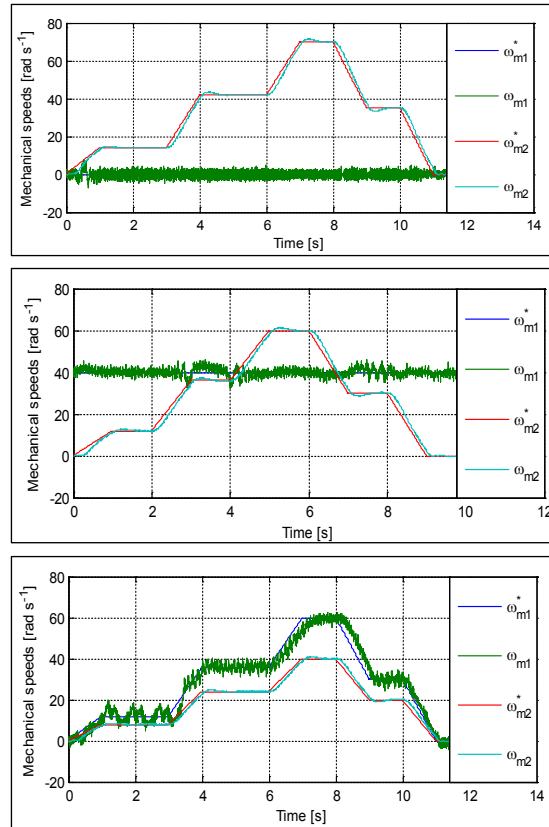 Mechanical speeds [rad s⁻¹]
80
60
40
20
0
-20
0 2 4 6 8 10 12 14
Time [s]
ω*m1
ωm1
ω*m2
ωm2
Mechanical speeds [rad s⁻¹]
80
60
40
20
0
-20
0 2 4 6 8 10 12
Time [s]
ω*m1
ωm1
ω*m2
ωm2
Mechanical speeds [rad s⁻¹]
80
60
40
20
0
-20
0 2 4 6 8 10 12 14
Time [s]
ω*m1
ωm1
ω*m2
ωm2